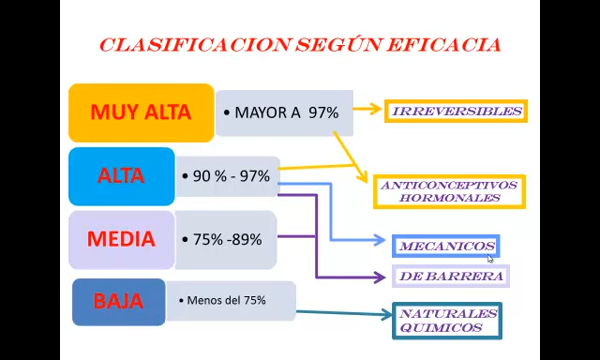 CLASIFICACION SEGÚN EFICACIA
MUY ALTA
• MAYOR A 97%
IRREVERSIBLES
ALTA
• 90 % - 97%
ANTICONCEPTIVOS
HORMONALES
MEDIA
• 75% -89%
MECANICOS
DE BARRERA
BAJA
• Menos del 75%
NATURALES
QUIMICOS